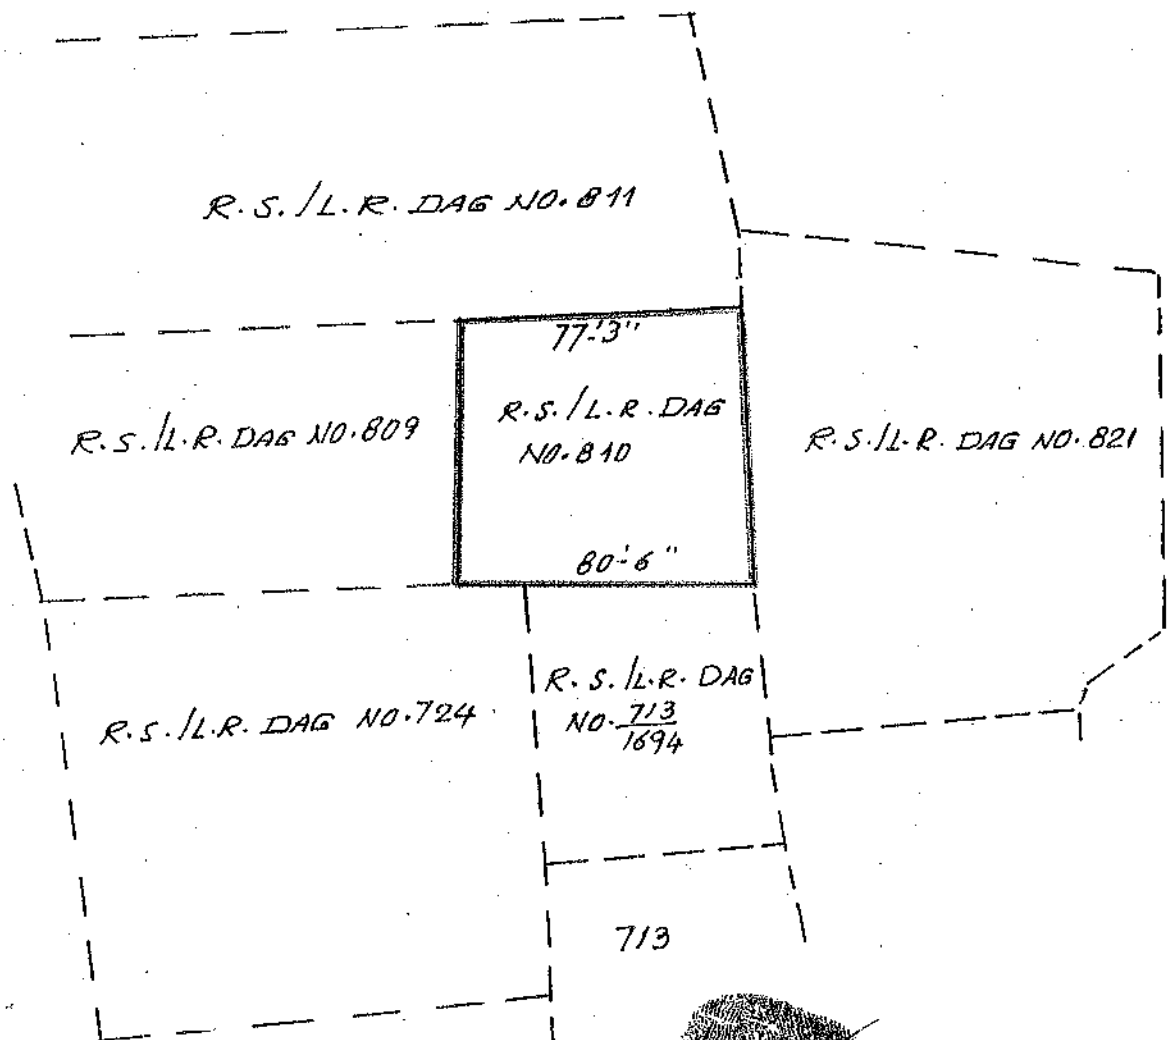 R.S./L.R. DAG NO.811
77'-3"
R.S./L.R. DAG NO.809
R.S./L.R. DAG
NO.810
R.S./L.R. DAG NO.821
80'-6"
R.S./L.R. DAG NO.724
R.S./L.R. DAG
NO. 713/1694
713